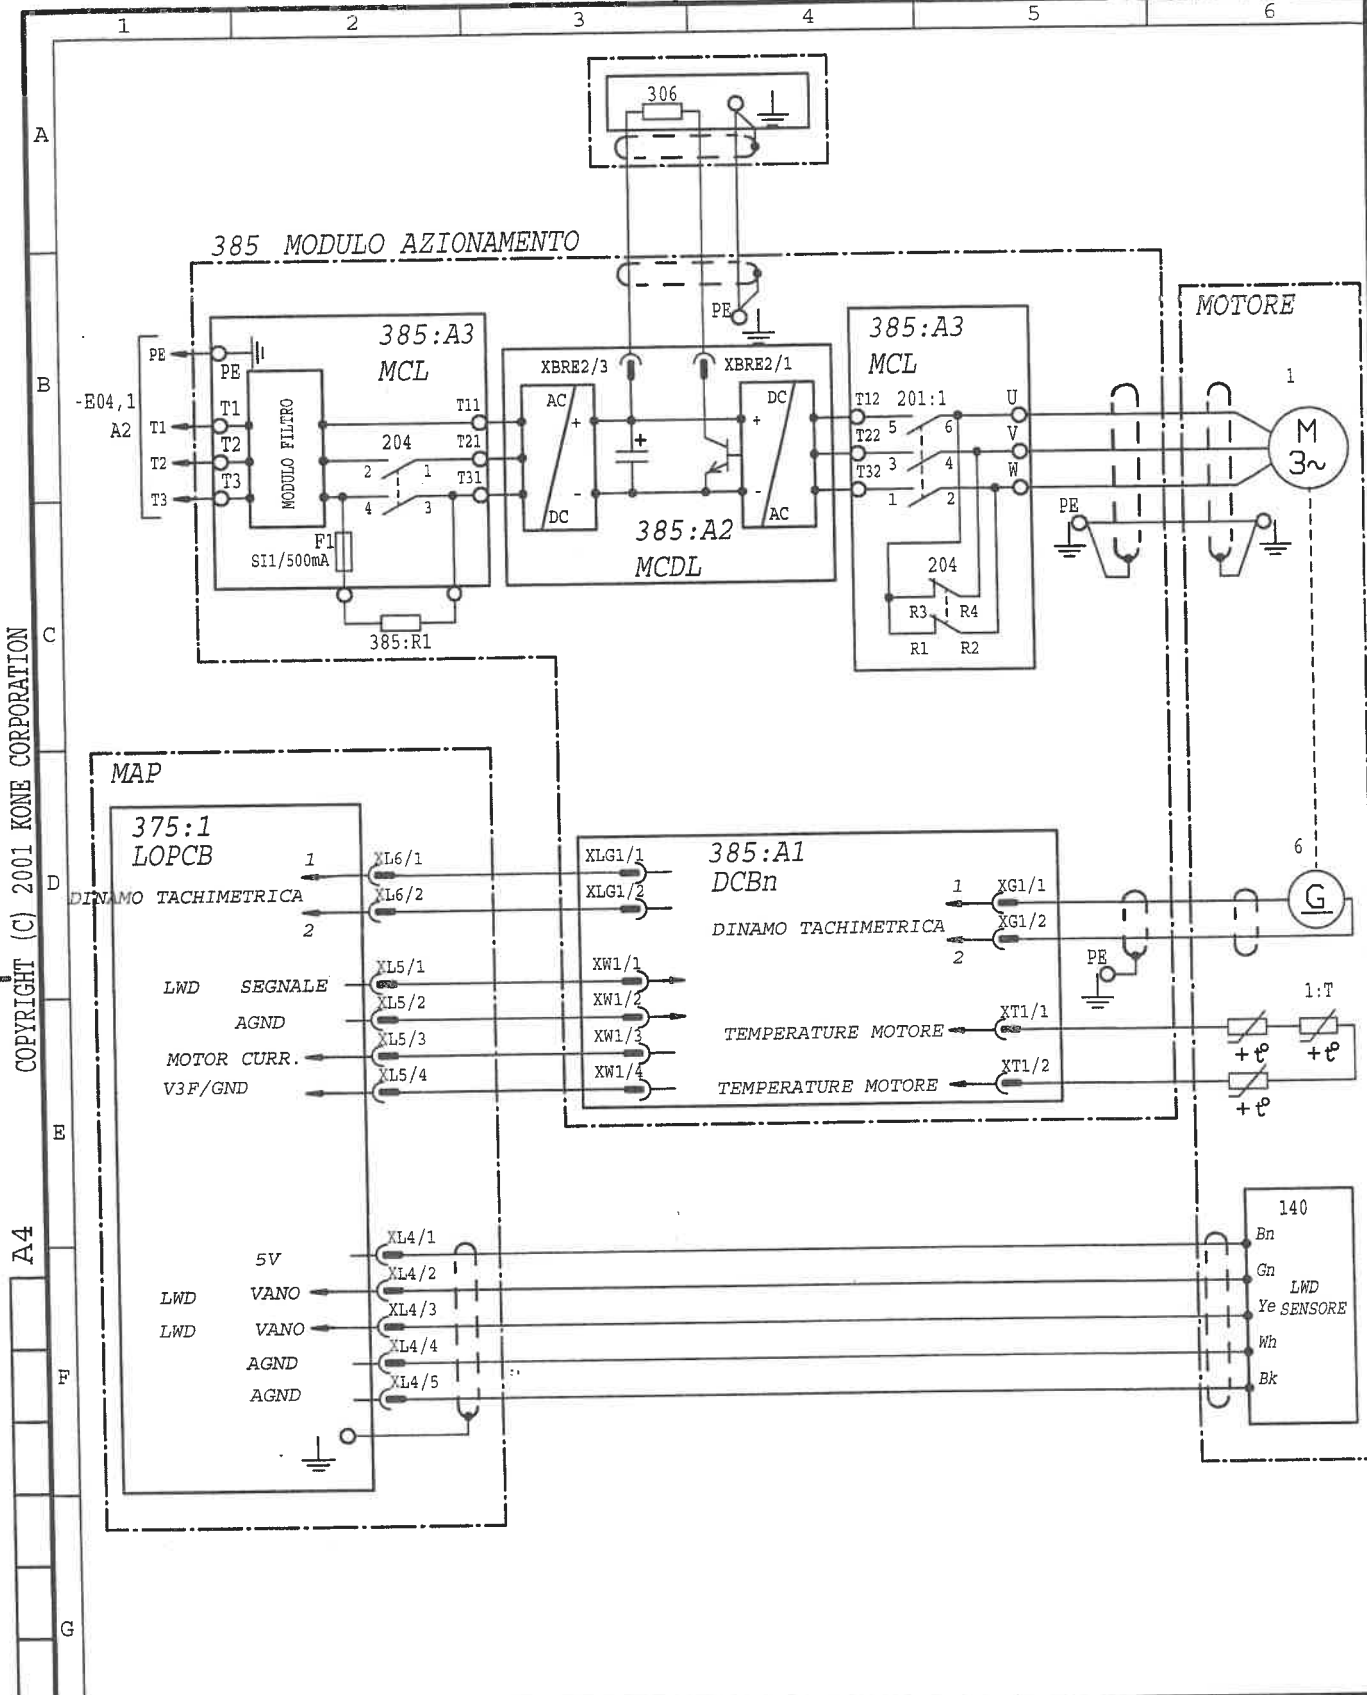 1 2 3 4 5 6
A
B
C
D
E
F
G
COPYRIGHT (C) 2001 KONE CORPORATION
A4
306
385 MODULO AZIONAMENTO
PE
385:A3
MCL
PE
PE
-E04,1
A2
T1 T1
T2 T2
T3 T3
MODULO FILTRO
204
2 1
4 3
T11
T21
T31
F1
SI1/500mA
385:R1
XBRE2/3 XBRE2/1
AC
DC
+
-
+
DC
AC
+
-
385:A2
MCDL
385:A3
MCL
T12 201:1 U
5 6
T22 V
3 4
T32 W
1 2
204
R3 R4
R1 R2
MOTORE
1
M
3~
PE
MAP
375:1
LOPCB
1
DINAMO TACHIMETRICA
2
XL6/1
XL6/2
LWD SEGNALE
AGND
MOTOR CURR.
V3F/GND
XL5/1
XL5/2
XL5/3
XL5/4
XLG1/1
XLG1/2
XW1/1
XW1/2
XW1/3
XW1/4
385:A1
DCBn
1
DINAMO TACHIMETRICA
2
XG1/1
XG1/2
TEMPERATURE MOTORE
TEMPERATURE MOTORE
XT1/1
XT1/2
PE
6
G
1:T
+t°
+t°
+t°
5V
LWD VANO
LWD VANO
AGND
AGND
XL4/1
XL4/2
XL4/3
XL4/4
XL4/5
140
Bn
Gn
Ye
Wh
Bk
LWD
SENSORE